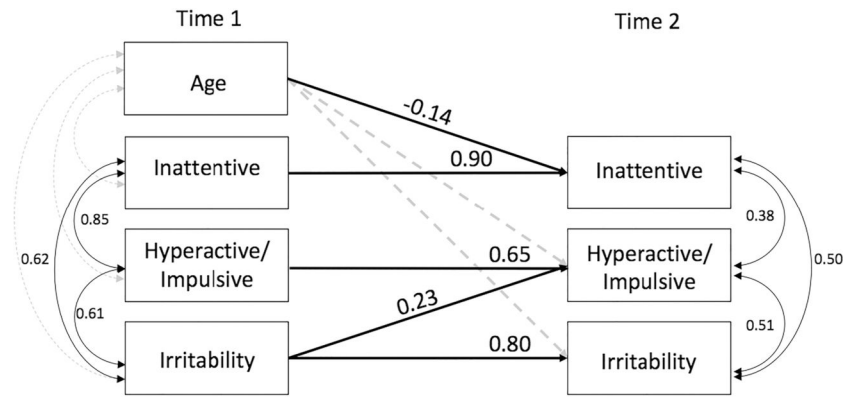 Time 1
Time 2
Age
-0.14
Inattentive
0.90
Inattentive
0.85
0.38
0.62
Hyperactive/
Impulsive
0.65
Hyperactive/
Impulsive
0.50
0.23
0.61
0.51
Irritability
0.80
Irritability